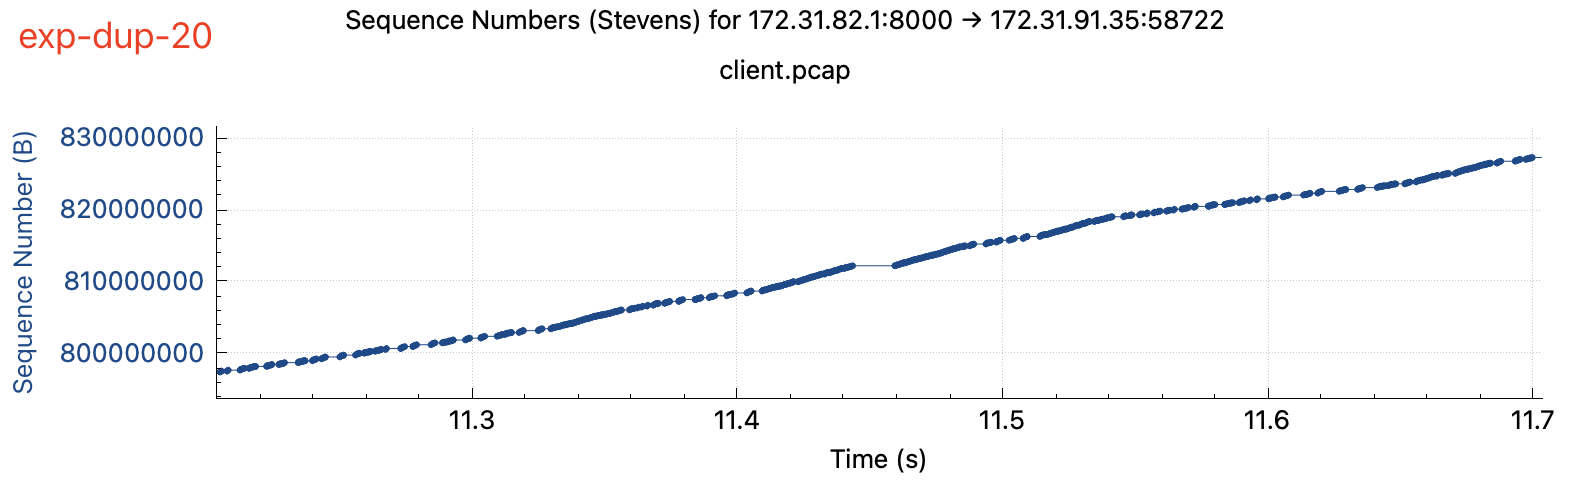 exp-dup-20
Sequence Numbers (Stevens) for 172.31.82.1:8000 → 172.31.91.35:58722
client.pcap
Sequence Number (B)
830000000
820000000
810000000
800000000
11.3
11.4
11.5
11.6
11.7
Time (s)